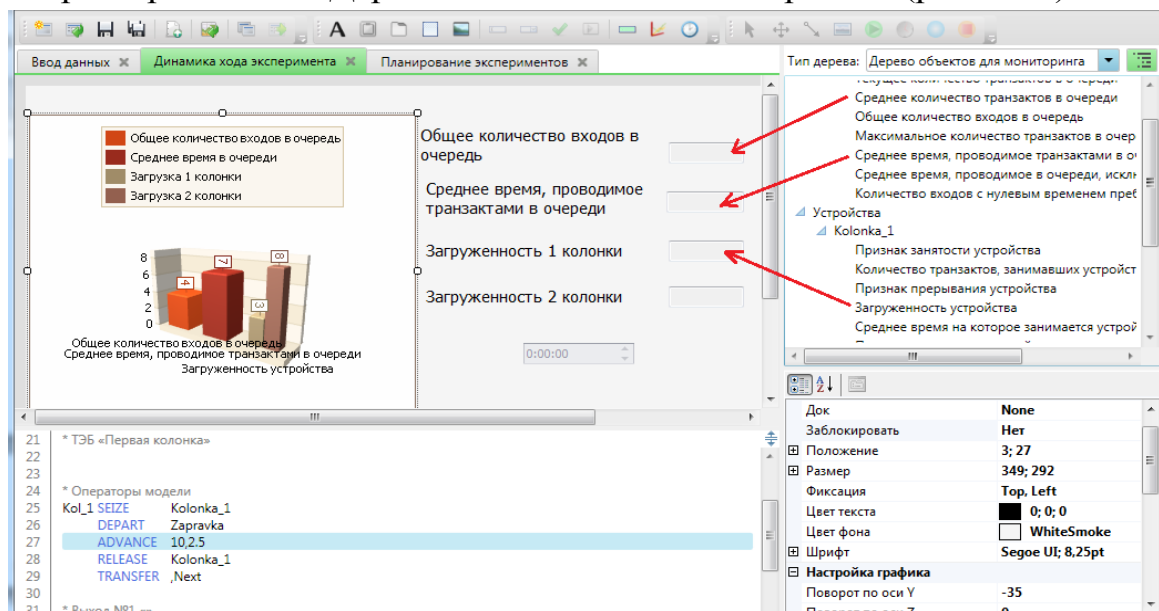 Ввод данных
Динамика хода эксперимента
Планирование экспериментов
Тип дерева:
Дерево объектов для мониторинга
Общее количество входов в очередь
Среднее время в очереди
Загрузка 1 колонки
Загрузка 2 колонки
8
6
4
2
0
4
7
3
8
Общее количество входов в очередь
Среднее время, проводимое транзактами в очереди
Загруженность устройства
Общее количество входов в
очередь
Среднее время, проводимое
транзактами в очереди
Загруженность 1 колонки
Загруженность 2 колонки
0:00:00
Текущее количество транзактов в очереди
Среднее количество транзактов в очереди
Общее количество входов в очередь
Максимальное количество транзактов в очер
Среднее время, проводимое транзактами в о
Среднее время, проводимое в очереди, искл
Количество входов с нулевым временем преб
Устройства
Kolonka_1
Признак занятости устройства
Количество транзактов, занимавших устройст
Признак прерывания устройства
Загруженность устройства
Среднее время на которое занимается устрой
Док None
Заблокировать Нет
Положение 3; 27
Размер 349; 292
Фиксация Top, Left
Цвет текста 0; 0; 0
Цвет фона WhiteSmoke
Шрифт Segoe UI; 8,25pt
Настройка графика
Поворот по оси Y -35
21 * ТЭБ «Первая колонка»
22
23
24 * Операторы модели
25 Kol_1 SEIZE Kolonka_1
26 DEPART Zapravka
27 ADVANCE 10,2.5
28 RELEASE Kolonka_1
29 TRANSFER ,Next
30